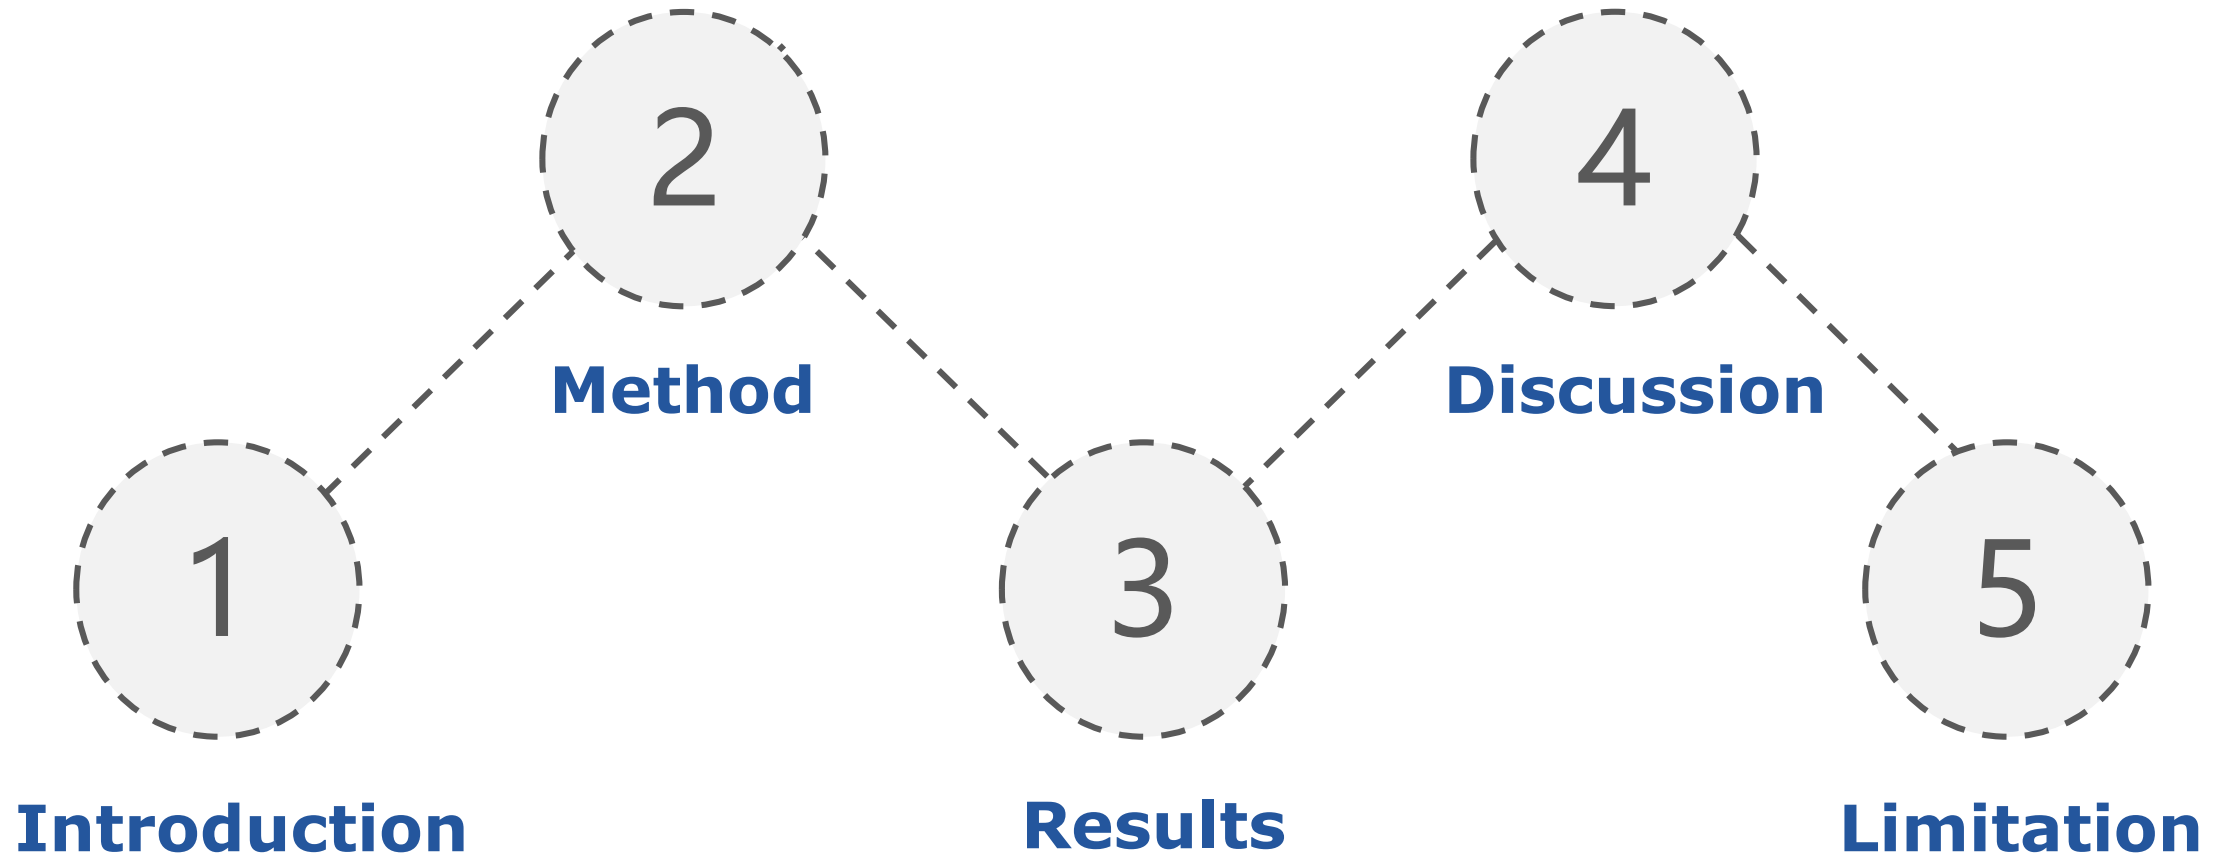 1
Introduction
2
Method
3
Results
4
Discussion
5
Limitation